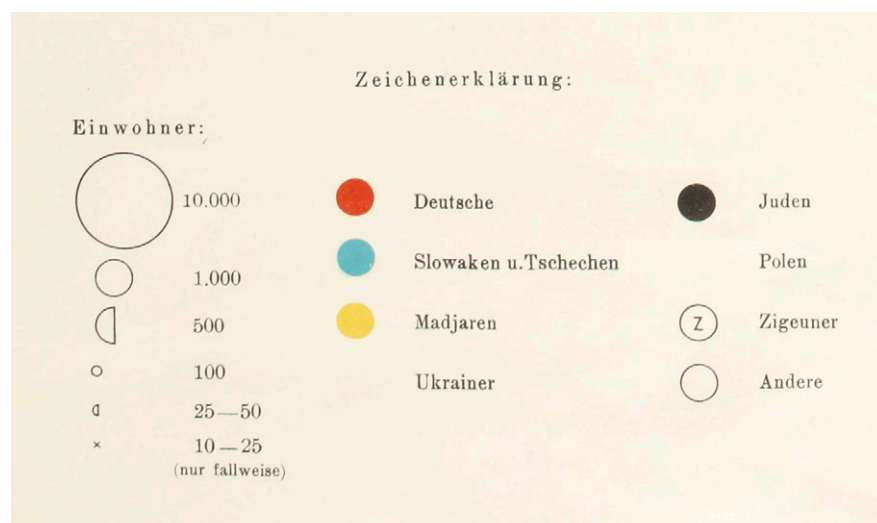 Zeichenerklärung:
Einwohner:
10.000
1.000
500
100
25—50
10—25
(nur fallweise)
Deutsche
Slowaken u. Tschechen
Madjaren
Ukrainer
Juden
Polen
Z Zigeuner
Andere